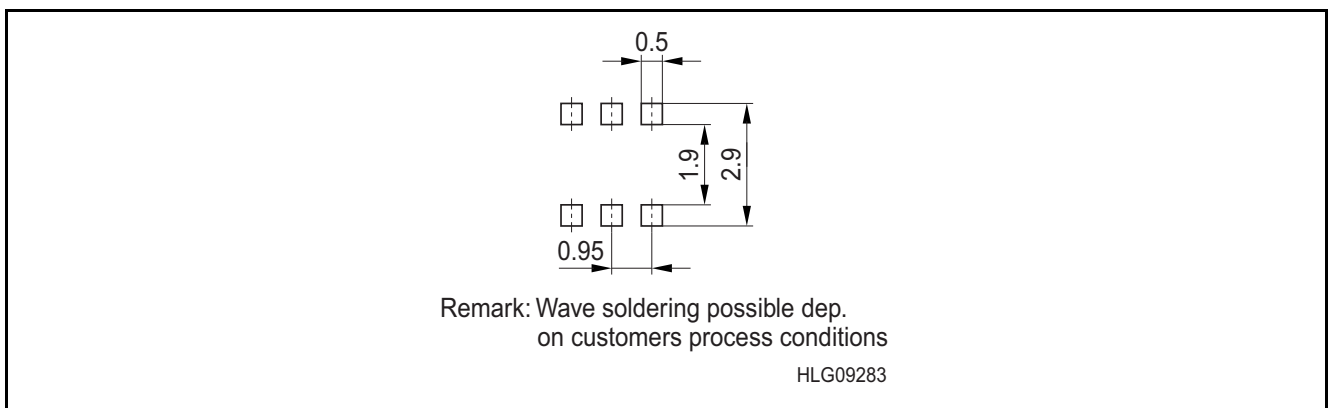 0.5
1.9
2.9
0.95
Remark: Wave soldering possible dep.
on customers process conditions
HLG09283